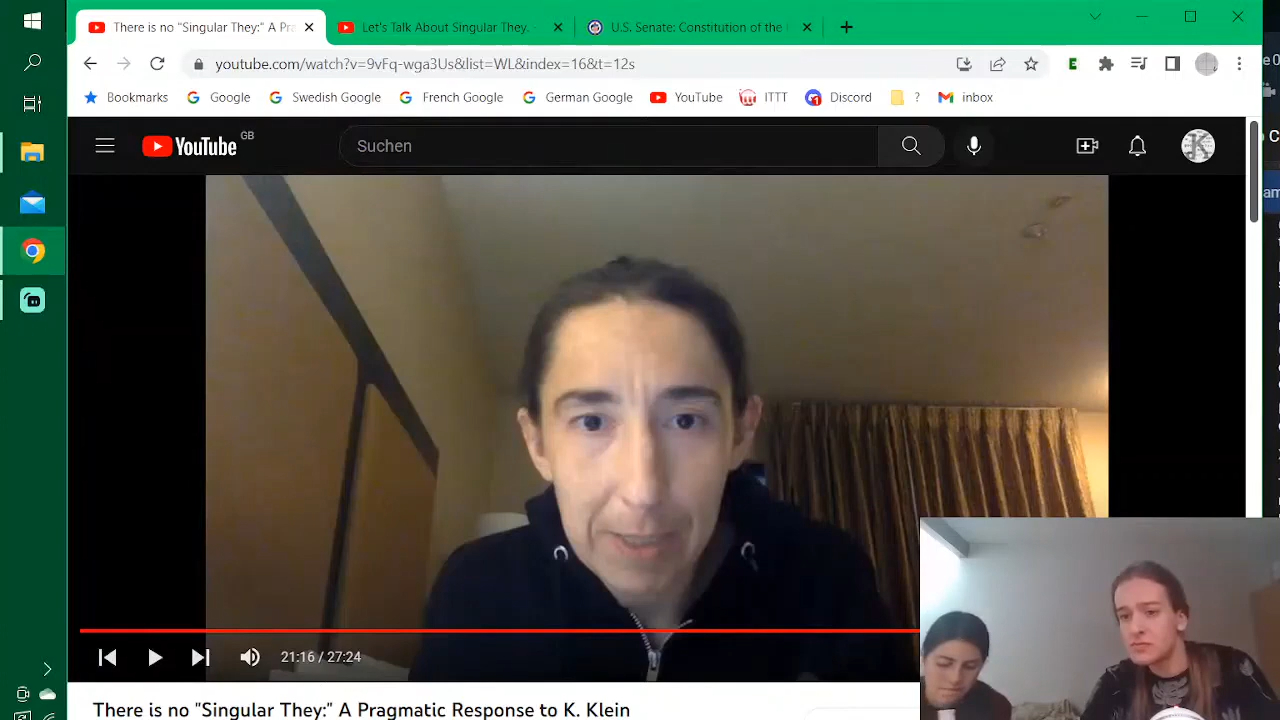 There is no "Singular They:" A Pr
Let's Talk About Singular They.
U.S. Senate: Constitution of the
youtube.com/watch?v=9vFq-wga3Us&list=WL&index=16&t=12s
Bookmarks
Google
Swedish Google
French Google
German Google
YouTube
ITTT
Discord
?
inbox
YouTube GB
Suchen
21:16 / 27:24
There is no "Singular They:" A Pragmatic Response to K. Klein